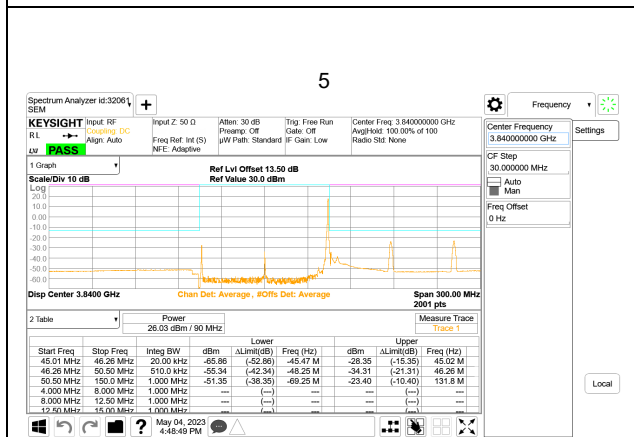 5
Spectrum Analyzer id:32061
SEM
+
Frequency
KEYSIGHT
Input: RF
Input Z: 50 Ω
Atten: 30 dB
Trig: Free Run
Center Freq: 3.840000000 GHz
RL
Coupling: DC
Preamp: Off
Gate: Off
Avg|Hold: 100.00% of 100
Align: Auto
Freq Ref: Int (S)
µW Path: Standard
IF Gain: Low
Radio Std: None
LXI
PASS
NFE: Adaptive
Center Frequency
3.840000000 GHz
Settings
CF Step
30.000000 MHz
Auto
Man
Freq Offset
0 Hz
1 Graph
Ref Lvl Offset 13.50 dB
Scale/Div 10 dB
Ref Value 30.0 dBm
Log
20.0
10.0
0.00
-10.0
-20.0
-30.0
-40.0
-50.0
-60.0
Disp Center 3.8400 GHz
Chan Det: Average , #Offs Det: Average
Span 300.00 MHz
2001 pts
2 Table
Power
Measure Trace
26.03 dBm / 90 MHz
Trace 1
Lower
Upper
Start Freq Stop Freq Integ BW dBm ΔLimit(dB) Freq (Hz) dBm ΔLimit(dB) Freq (Hz)
45.01 MHz 46.26 MHz 20.00 kHz -65.86 (-52.86) -45.47 M -28.35 (-15.35) 45.02 M
46.26 MHz 50.50 MHz 510.0 kHz -55.34 (-42.34) -48.25 M -34.31 (-21.31) 46.26 M
50.50 MHz 150.0 MHz 1.000 MHz -51.35 (-38.35) -69.25 M -23.40 (-10.40) 131.8 M
4.000 MHz 8.000 MHz 1.000 MHz --- (---) --- --- (---) ---
8.000 MHz 12.50 MHz 1.000 MHz --- (---) --- --- (---) ---
12.50 MHz 15.00 MHz 1.000 MHz --- (---) --- --- (---) ---
Local
?
May 04, 2023
4:48:49 PM